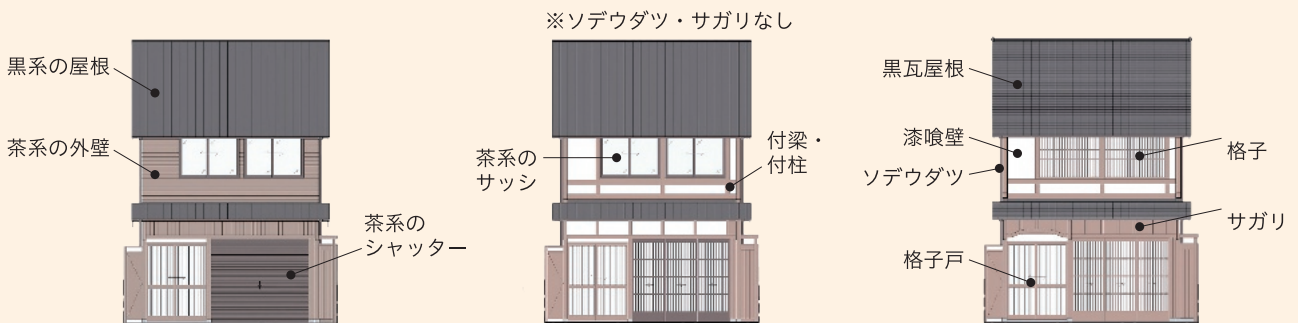 ※ソデウダツ・サガリなし
黒系の屋根
茶系の外壁
茶系の
シャッター
茶系の
サッシ
付梁・
付柱
黒瓦屋根
漆喰壁
ソデウダツ
格子戸
格子
サガリ